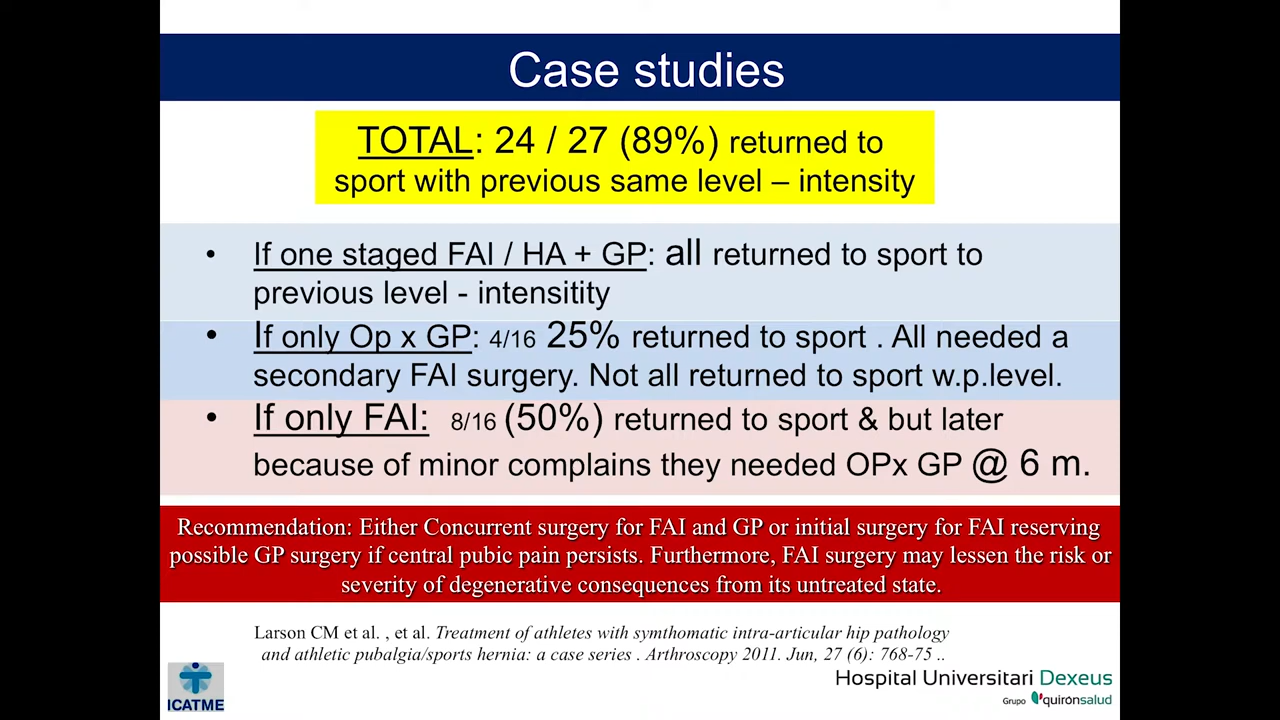 Case studies
TOTAL: 24 / 27 (89%) returned to
sport with previous same level – intensity
• If one staged FAI / HA + GP: all returned to sport to
previous level - intensitity
• If only Op x GP: 4/16 25% returned to sport . All needed a
secondary FAI surgery. Not all returned to sport w.p.level.
• If only FAI: 8/16 (50%) returned to sport & but later
because of minor complains they needed OPx GP @ 6 m.
Recommendation: Either Concurrent surgery for FAI and GP or initial surgery for FAI reserving
possible GP surgery if central pubic pain persists. Furthermore, FAI surgery may lessen the risk or
severity of degenerative consequences from its untreated state.
Larson CM et al. , et al. Treatment of athletes with symthomatic intra-articular hip pathology
and athletic pubalgia/sports hernia: a case series . Arthroscopy 2011. Jun, 27 (6): 768-75 ..
ICATME
Hospital Universitari Dexeus
Grupo quirónsalud